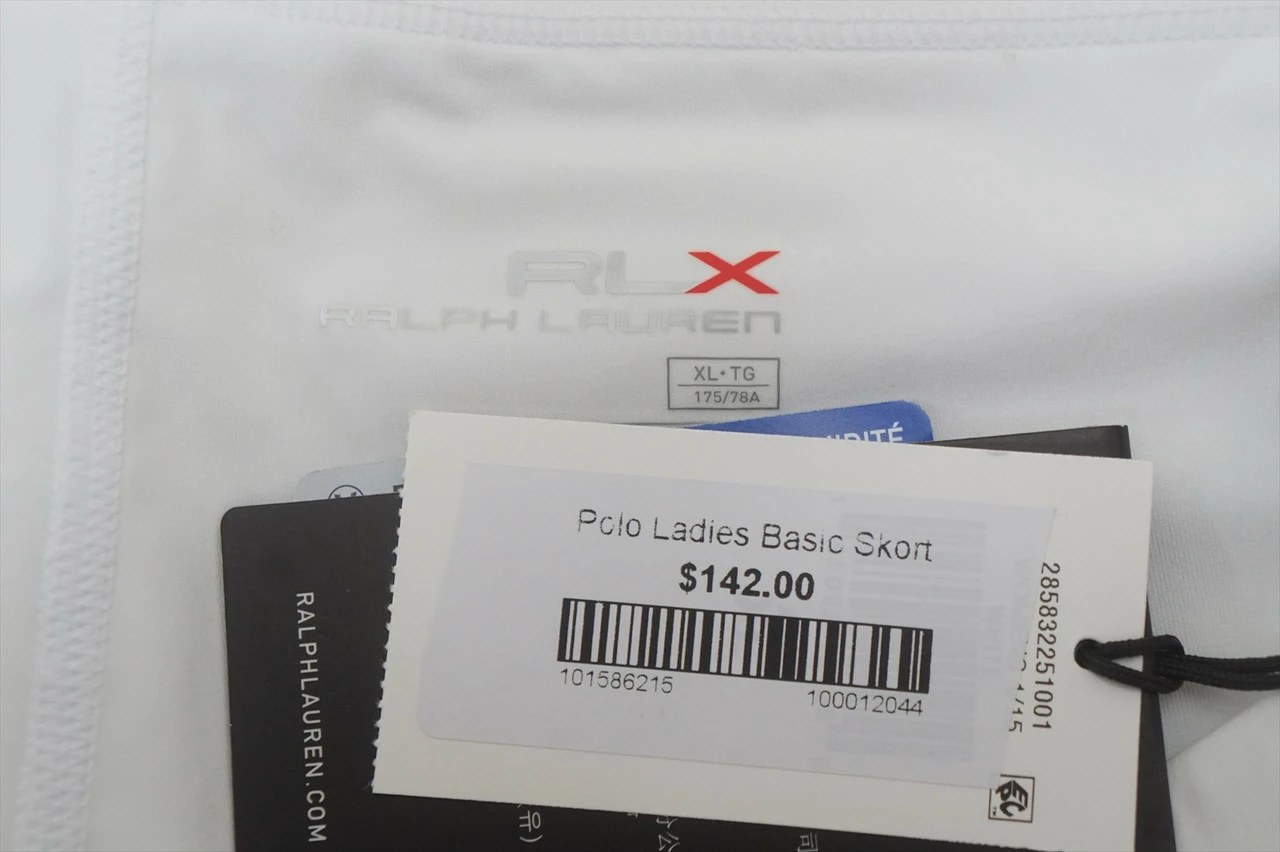 RLX
RALPH LAUREN
XL•TG
175/78A
Polo Ladies Basic Skort
$142.00
101586215
100012044
285832251001
RALPHLAUREN.COM